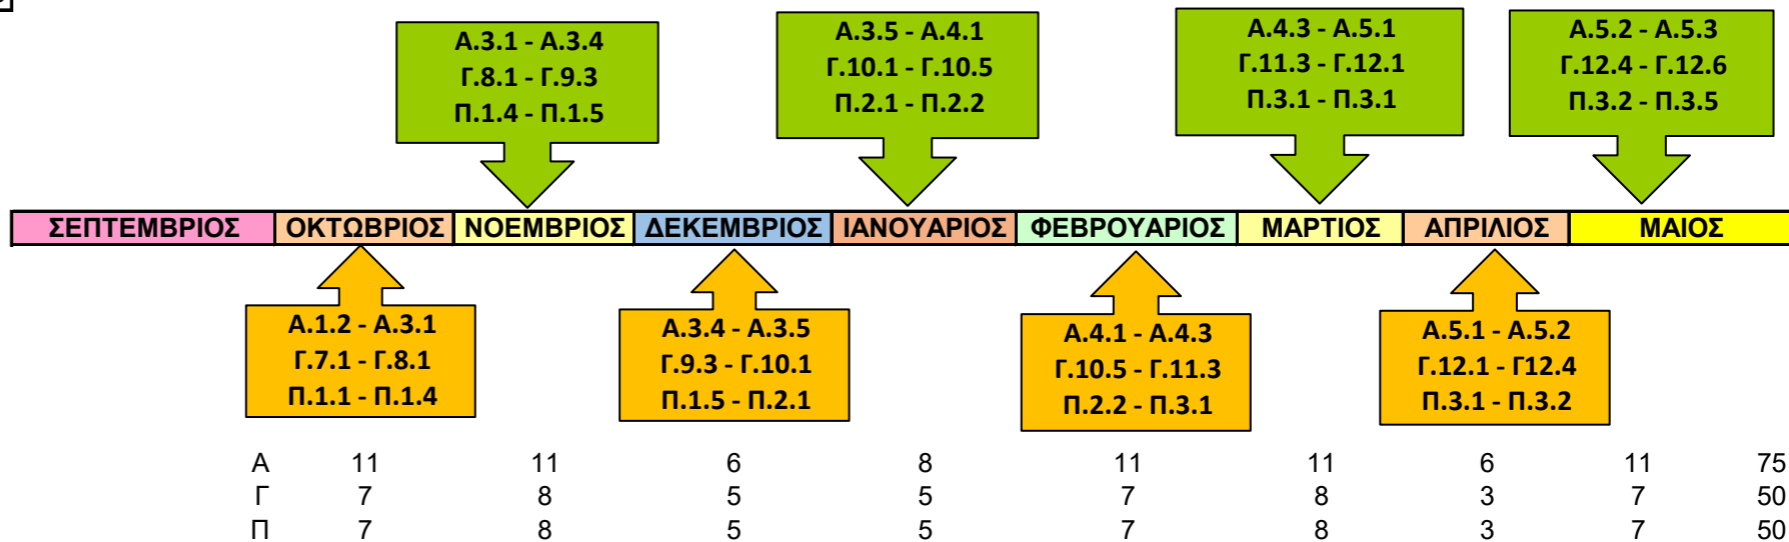 Α.3.1 - Α.3.4
Γ.8.1 - Γ.9.3
Π.1.4 - Π.1.5
Α.3.5 - Α.4.1
Γ.10.1 - Γ.10.5
Π.2.1 - Π.2.2
Α.4.3 - Α.5.1
Γ.11.3 - Γ.12.1
Π.3.1 - Π.3.1
Α.5.2 - Α.5.3
Γ.12.4 - Γ.12.6
Π.3.2 - Π.3.5
ΣΕΠΤΕΜΒΡΙΟΣ ΟΚΤΩΒΡΙΟΣ ΝΟΕΜΒΡΙΟΣ ΔΕΚΕΜΒΡΙΟΣ ΙΑΝΟΥΑΡΙΟΣ ΦΕΒΡΟΥΑΡΙΟΣ ΜΑΡΤΙΟΣ ΑΠΡΙΛΙΟΣ ΜΑΙΟΣ
Α.1.2 - Α.3.1
Γ.7.1 - Γ.8.1
Π.1.1 - Π.1.4
Α.3.4 - Α.3.5
Γ.9.3 - Γ.10.1
Π.1.5 - Π.2.1
Α.4.1 - Α.4.3
Γ.10.5 - Γ.11.3
Π.2.2 - Π.3.1
Α.5.1 - Α.5.2
Γ.12.1 - Γ12.4
Π.3.1 - Π.3.2
Α 11 11 6 8 11 11 6 11 75
Γ 7 8 5 5 7 8 3 7 50
Π 7 8 5 5 7 8 3 7 50